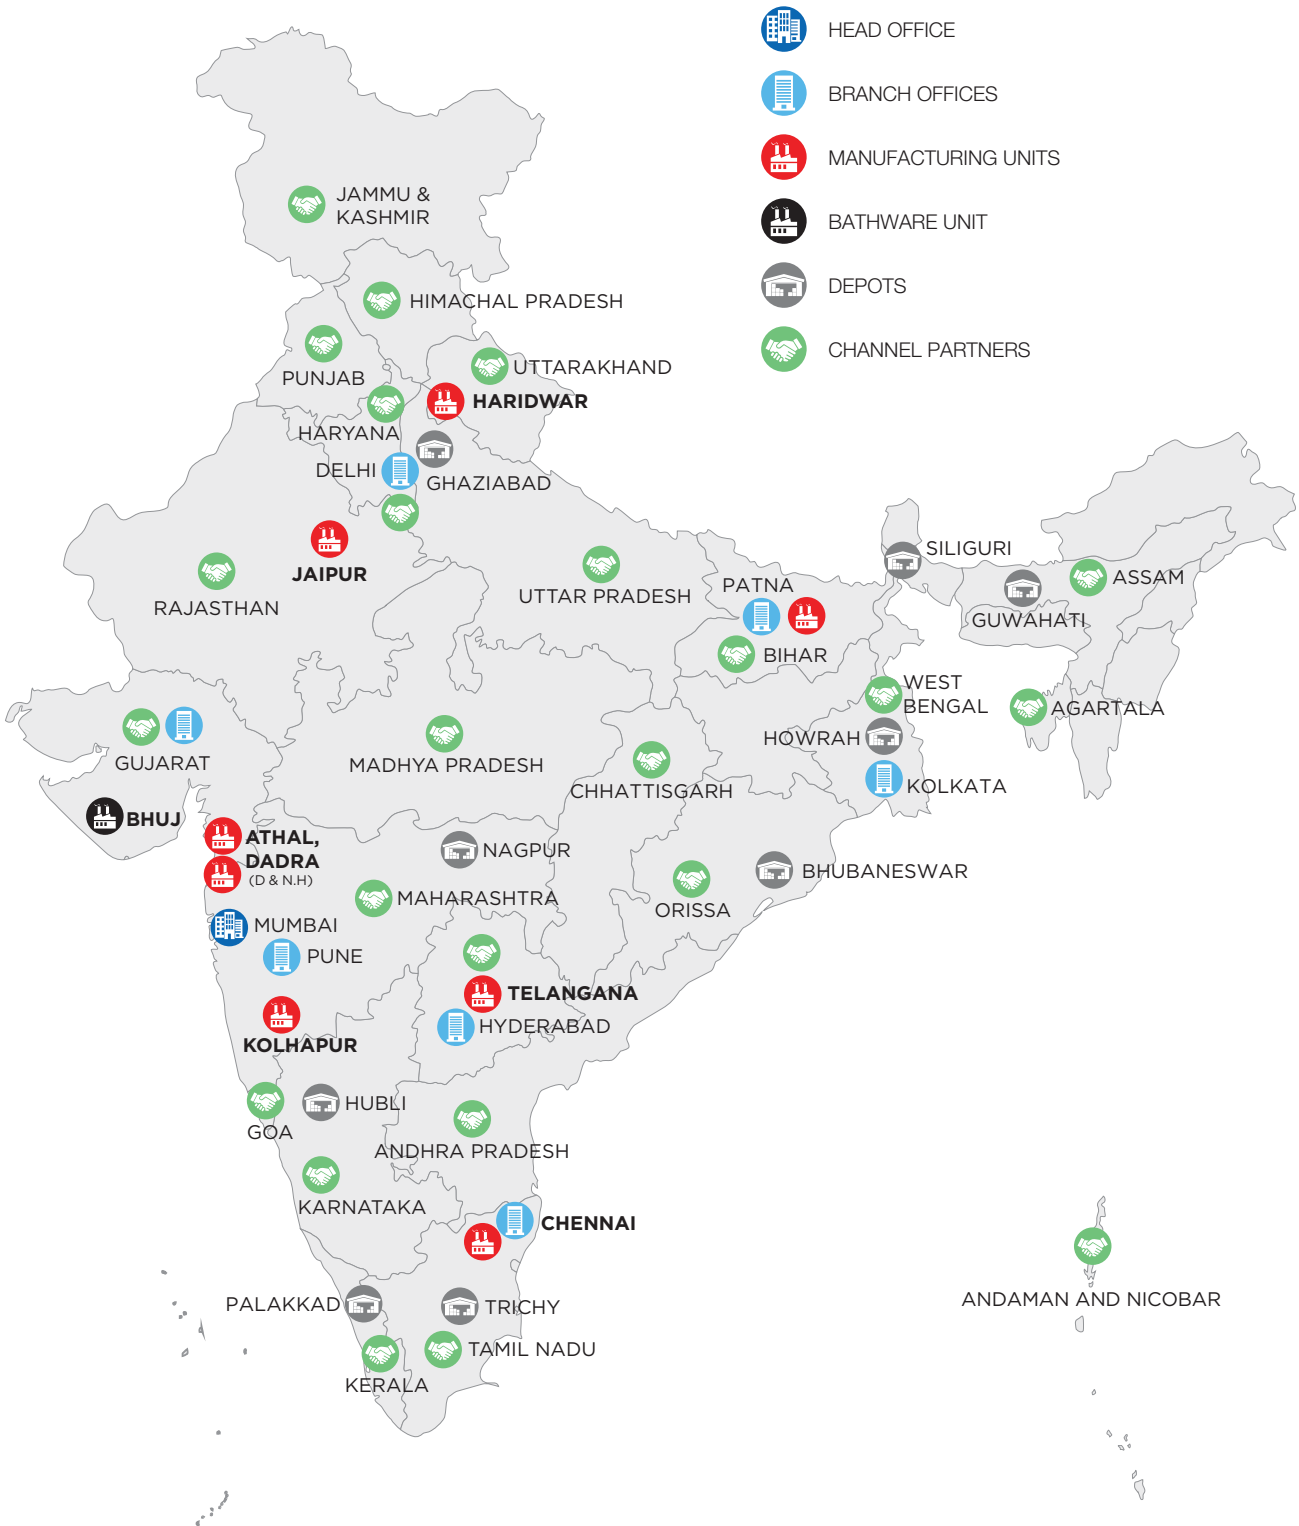 HEAD OFFICE
BRANCH OFFICES
MANUFACTURING UNITS
BATHWARE UNIT
DEPOTS
CHANNEL PARTNERS
JAMMU &
KASHMIR
HIMACHAL PRADESH
PUNJAB
UTTARAKHAND
HARIDWAR
HARYANA
DELHI
GHAZIABAD
JAIPUR
RAJASTHAN
UTTAR PRADESH
PATNA
BIHAR
SILIGURI
GUWAHATI
ASSAM
WEST
BENGAL
AGARTALA
HOWRAH
KOLKATA
GUJARAT
MADHYA PRADESH
CHHATTISGARH
BHUJ
ATHAL,
DADRA
(D & N.H)
NAGPUR
MAHARASHTRA
ORISSA
BHUBANESWAR
MUMBAI
PUNE
TELANGANA
HYDERABAD
KOLHAPUR
GOA
HUBLI
ANDHRA PRADESH
KARNATAKA
CHENNAI
PALAKKAD
TRICHY
TAMIL NADU
KERALA
ANDAMAN AND NICOBAR